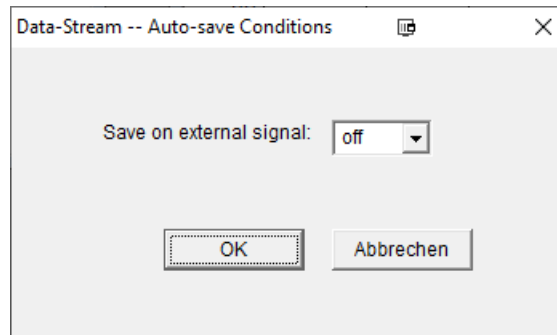 Data-Stream -- Auto-save Conditions
Save on external signal: off
OK Abbrechen